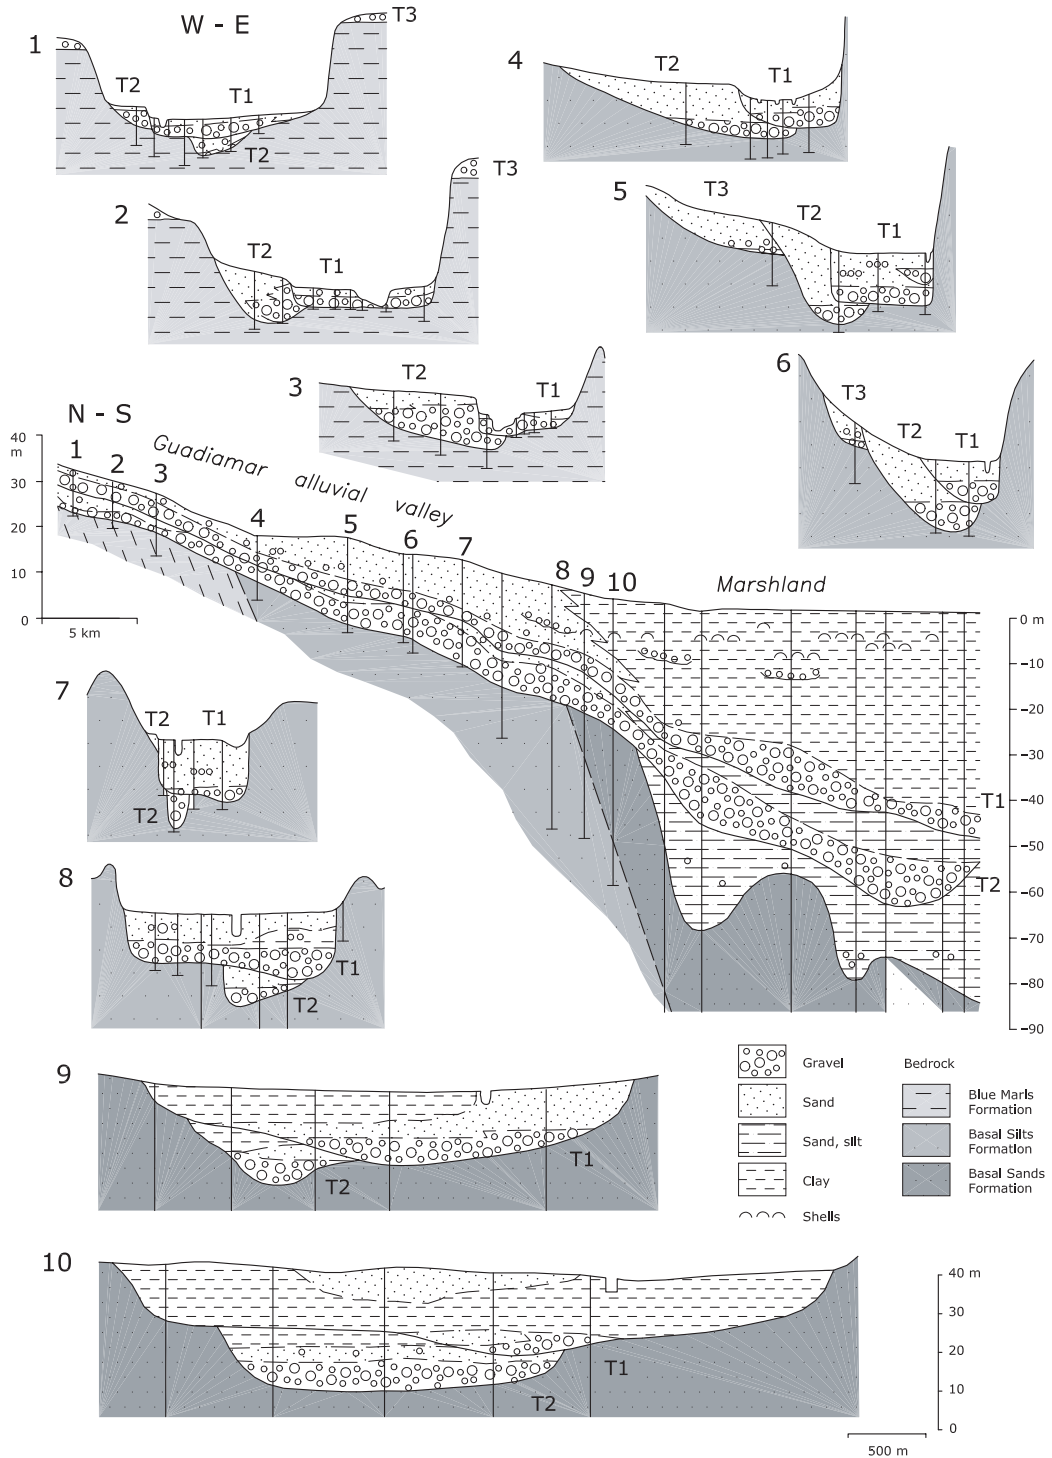 W - E
1
T3
T2
T1
T2
4
T2
T1
2
T3
T2
T1
5
T3
T2
T1
3
T2
T1
6
T3
T2
T1
N - S
Guadiamar alluvial valley
Marshland
40
m
30
20
10
0
5 km
1
2
3
4
5
6
7
8
9
10
0 m
−10
−20
−30
−40
−50
−60
−70
−80
−90
T1
T2
7
T2
T1
T2
8
T1
T2
9
T1
T2
10
T1
T2
Gravel
Sand
Sand, silt
Clay
Shells
Bedrock
Blue Marls
Formation
Basal Silts
Formation
Basal Sands
Formation
40 m
30
20
10
0
500 m